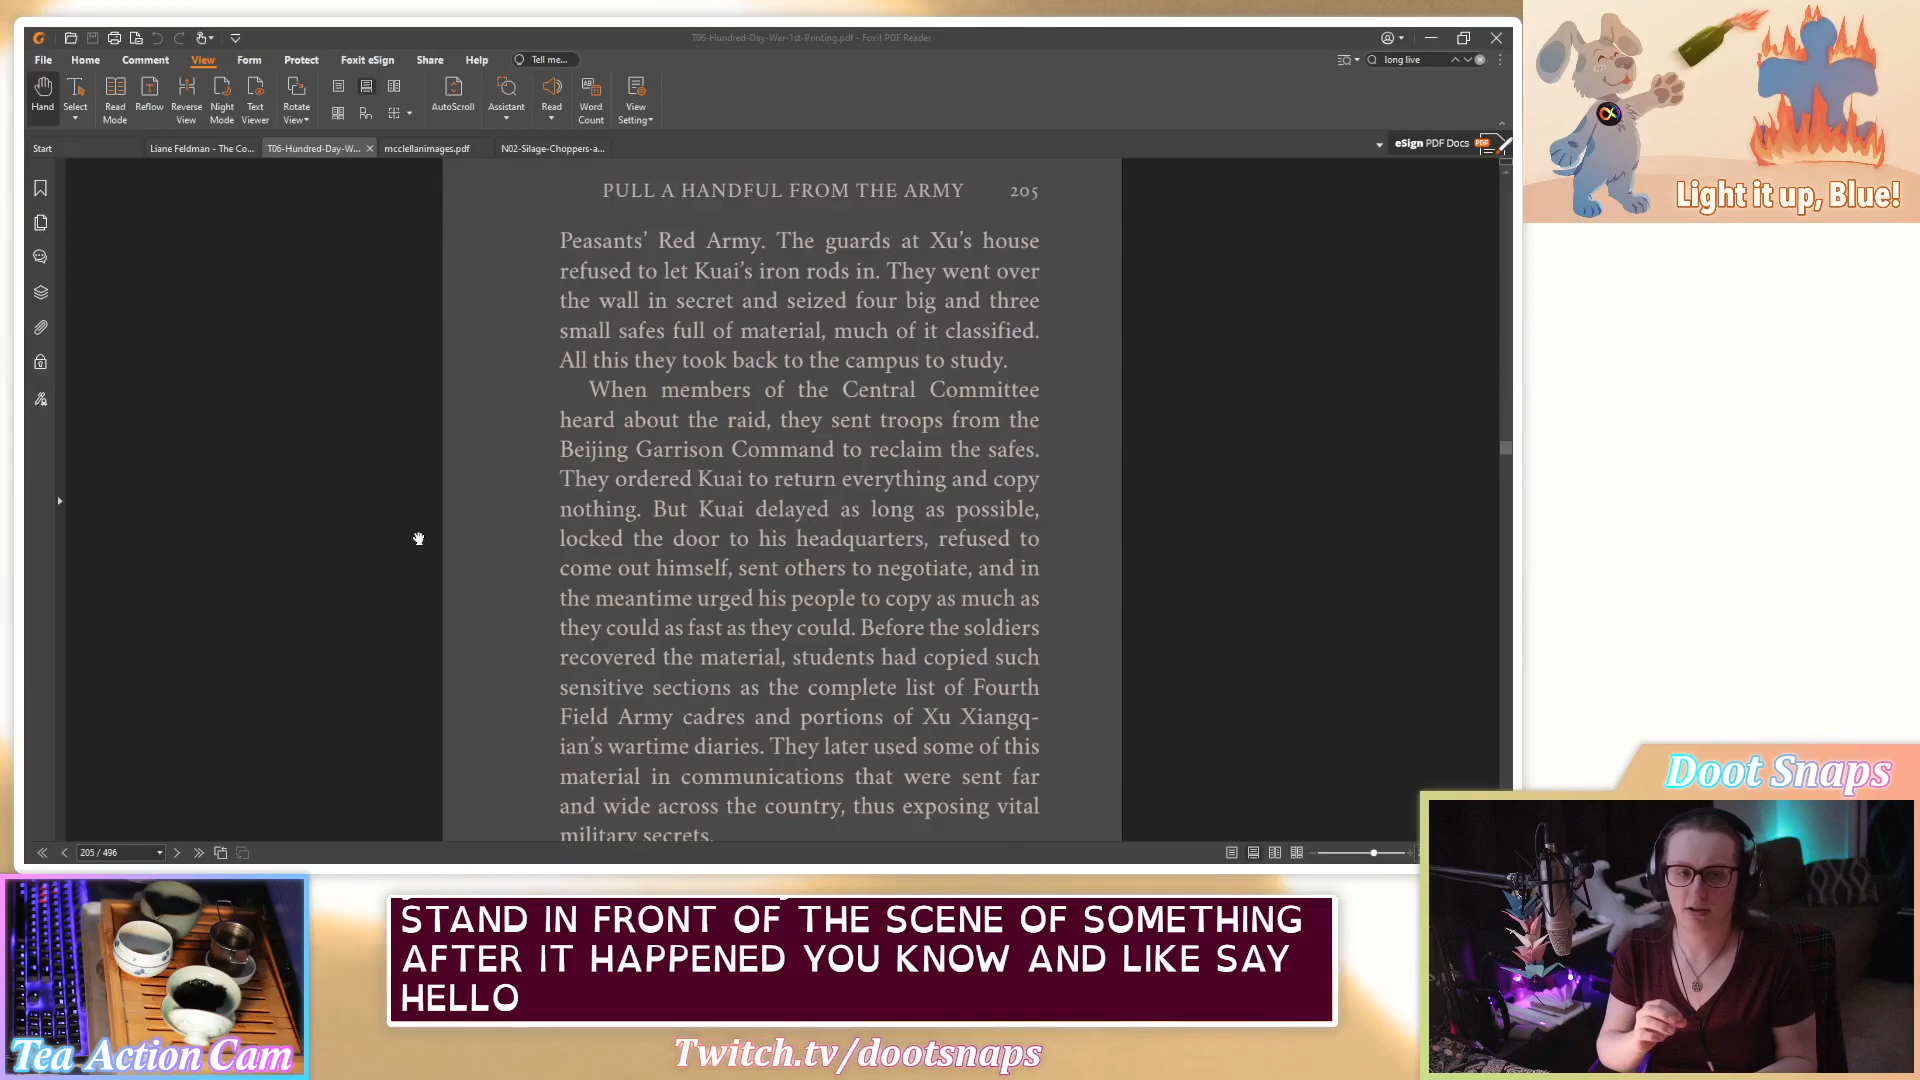 T06-Hundred-Day-War-1st-Printing.pdf - Foxit PDF Reader
File Home Comment View Form Protect Foxit eSign Share Help Tell me... long live
Hand Select Read Mode Reflow Reverse View Night Mode Text Viewer Rotate View AutoScroll Assistant Read Word Count View Setting
Start Liane Feldman - The Co... T06-Hundred-Day-W... mcclellanimages.pdf N02-Silage-Choppers-a... eSign PDF Docs
PULL A HANDFUL FROM THE ARMY 205
Peasants' Red Army. The guards at Xu's house
refused to let Kuai's iron rods in. They went over
the wall in secret and seized four big and three
small safes full of material, much of it classified.
All this they took back to the campus to study.
When members of the Central Committee
heard about the raid, they sent troops from the
Beijing Garrison Command to reclaim the safes.
They ordered Kuai to return everything and copy
nothing. But Kuai delayed as long as possible,
locked the door to his headquarters, refused to
come out himself, sent others to negotiate, and in
the meantime urged his people to copy as much as
they could as fast as they could. Before the soldiers
recovered the material, students had copied such
sensitive sections as the complete list of Fourth
Field Army cadres and portions of Xu Xiangq-
ian's wartime diaries. They later used some of this
material in communications that were sent far
and wide across the country, thus exposing vital
military secrets.
205 / 496
Light it up, Blue!
Doot Snaps
STAND IN FRONT OF THE SCENE OF SOMETHING
AFTER IT HAPPENED YOU KNOW AND LIKE SAY
HELLO
Tea Action Cam
Twitch.tv/dootsnaps